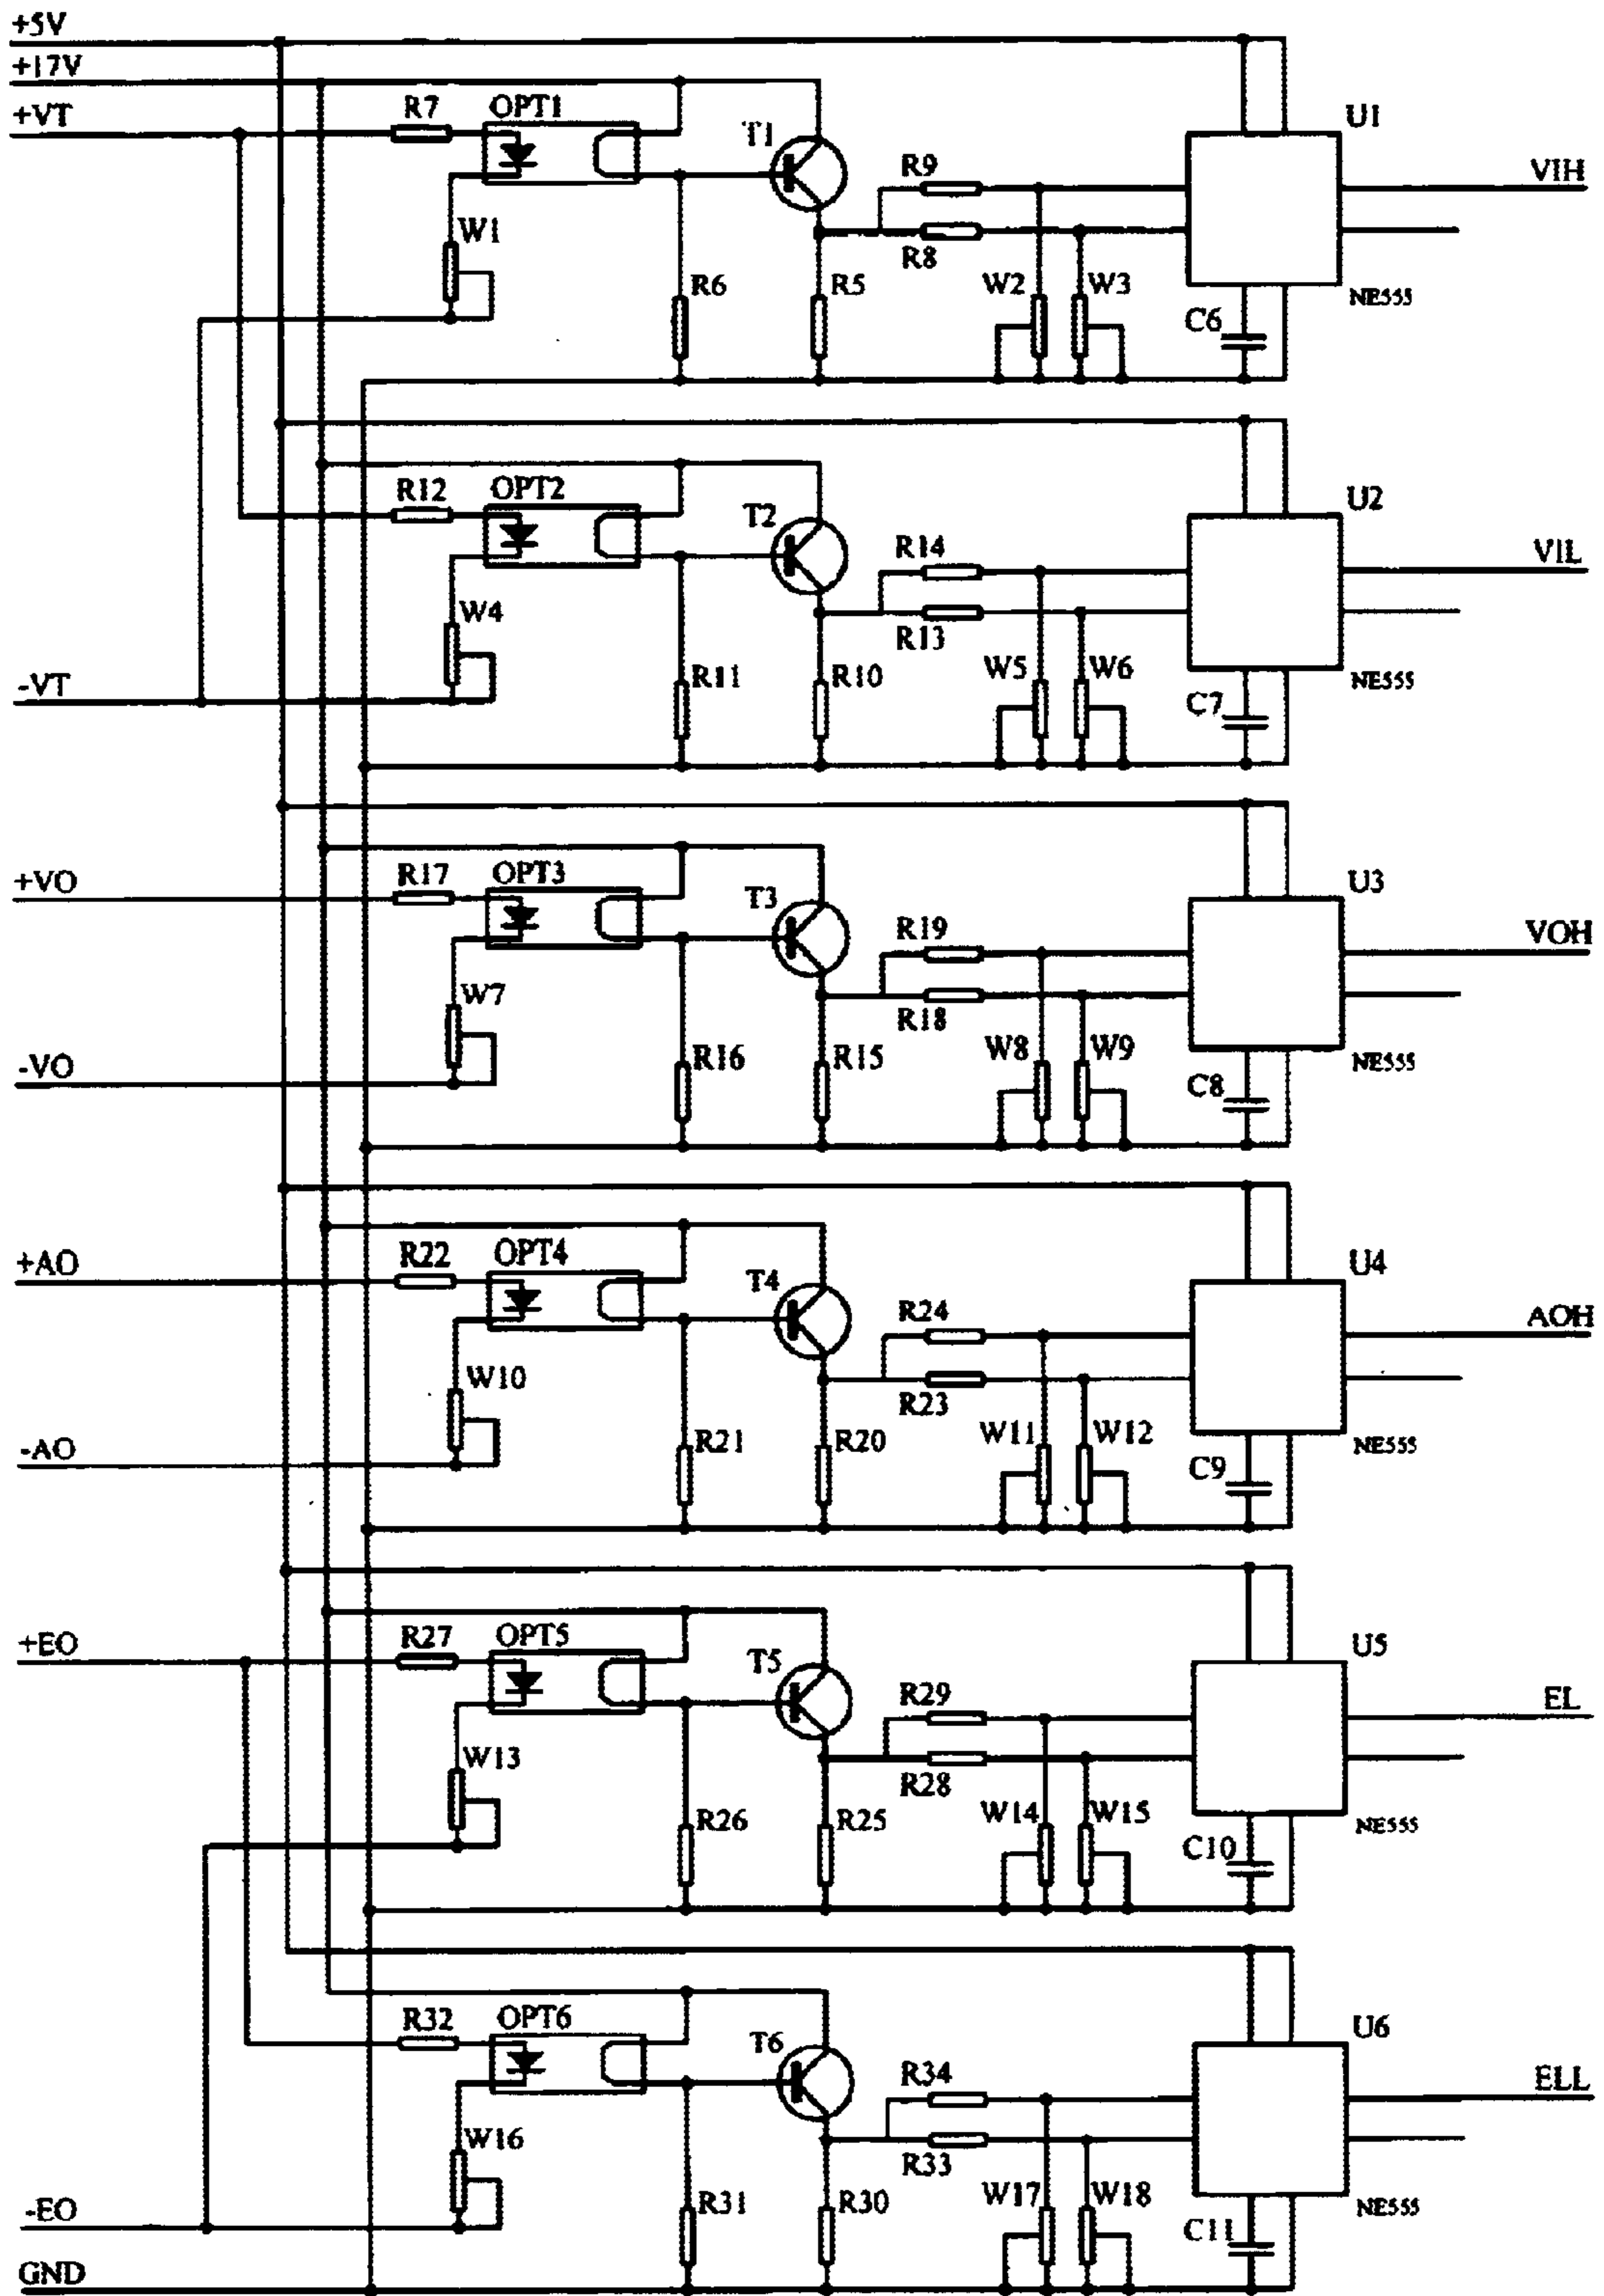 +5V
+17V
+VT
R7
OPT1
T1
U1
R9
VIH
W1
R8
R6
R5
W2
W3
NE555
C6
R12
OPT2
T2
U2
R14
VIL
W4
R13
-VT
R11
R10
W5
W6
NE555
C7
+VO
R17
OPT3
T3
U3
R19
VOH
W7
R18
-VO
R16
R15
W8
W9
NE555
C8
+AO
R22
OPT4
T4
U4
R24
AOH
W10
R23
-AO
R21
R20
W11
W12
NE555
C9
+EO
R27
OPT5
T5
U5
R29
EL
W13
R28
R26
R25
W14
W15
NE555
C10
R32
OPT6
T6
U6
R34
ELL
W16
R33
-EO
R31
R30
W17
W18
NE555
C11
GND